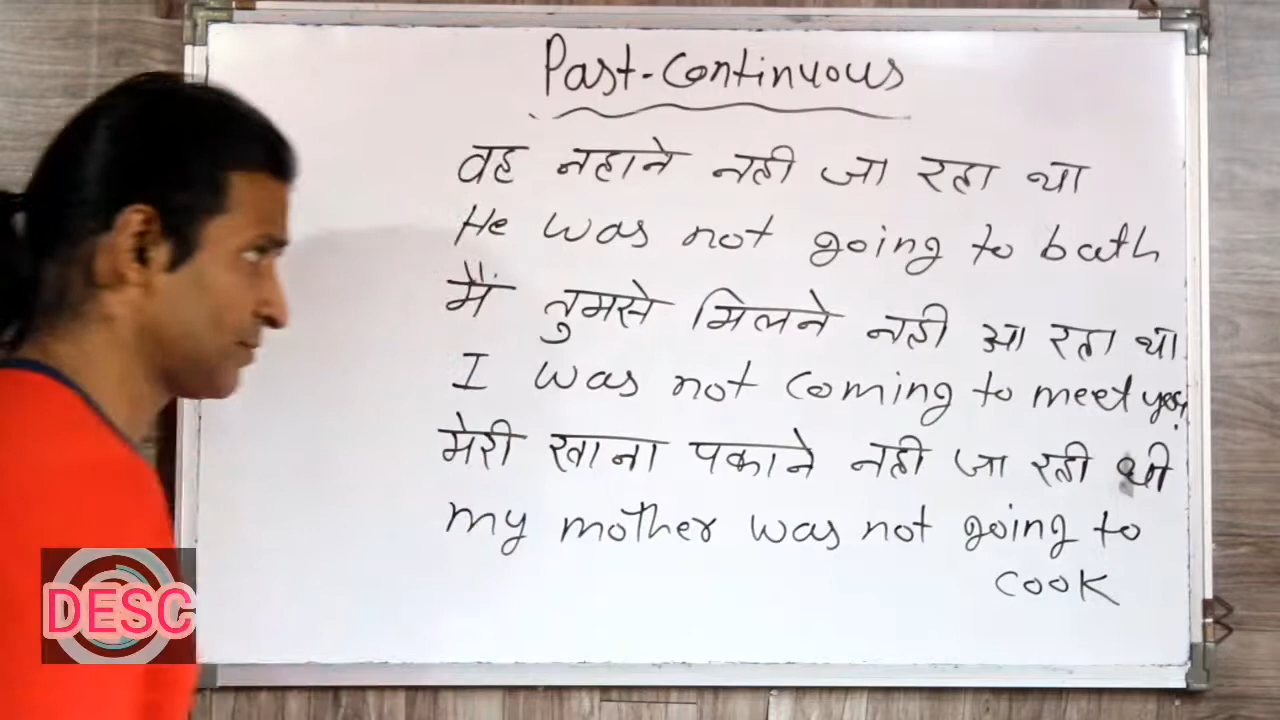 Past-Continuous
वह नहाने नही जा रहा था
He was not going to bath
मैं तुमसे मिलने नही आ रहा था
I was not coming to meet you.
मेरी खाना पकाने नही जा रही थी
my mother was not going to
cook
DESC